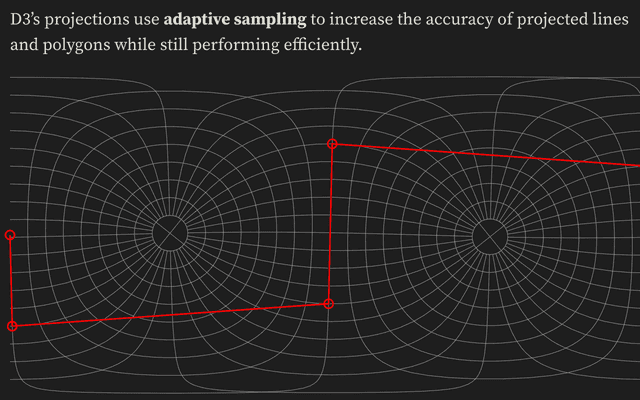 D3’s projections use adaptive sampling to increase the accuracy of projected lines
and polygons while still performing efficiently.